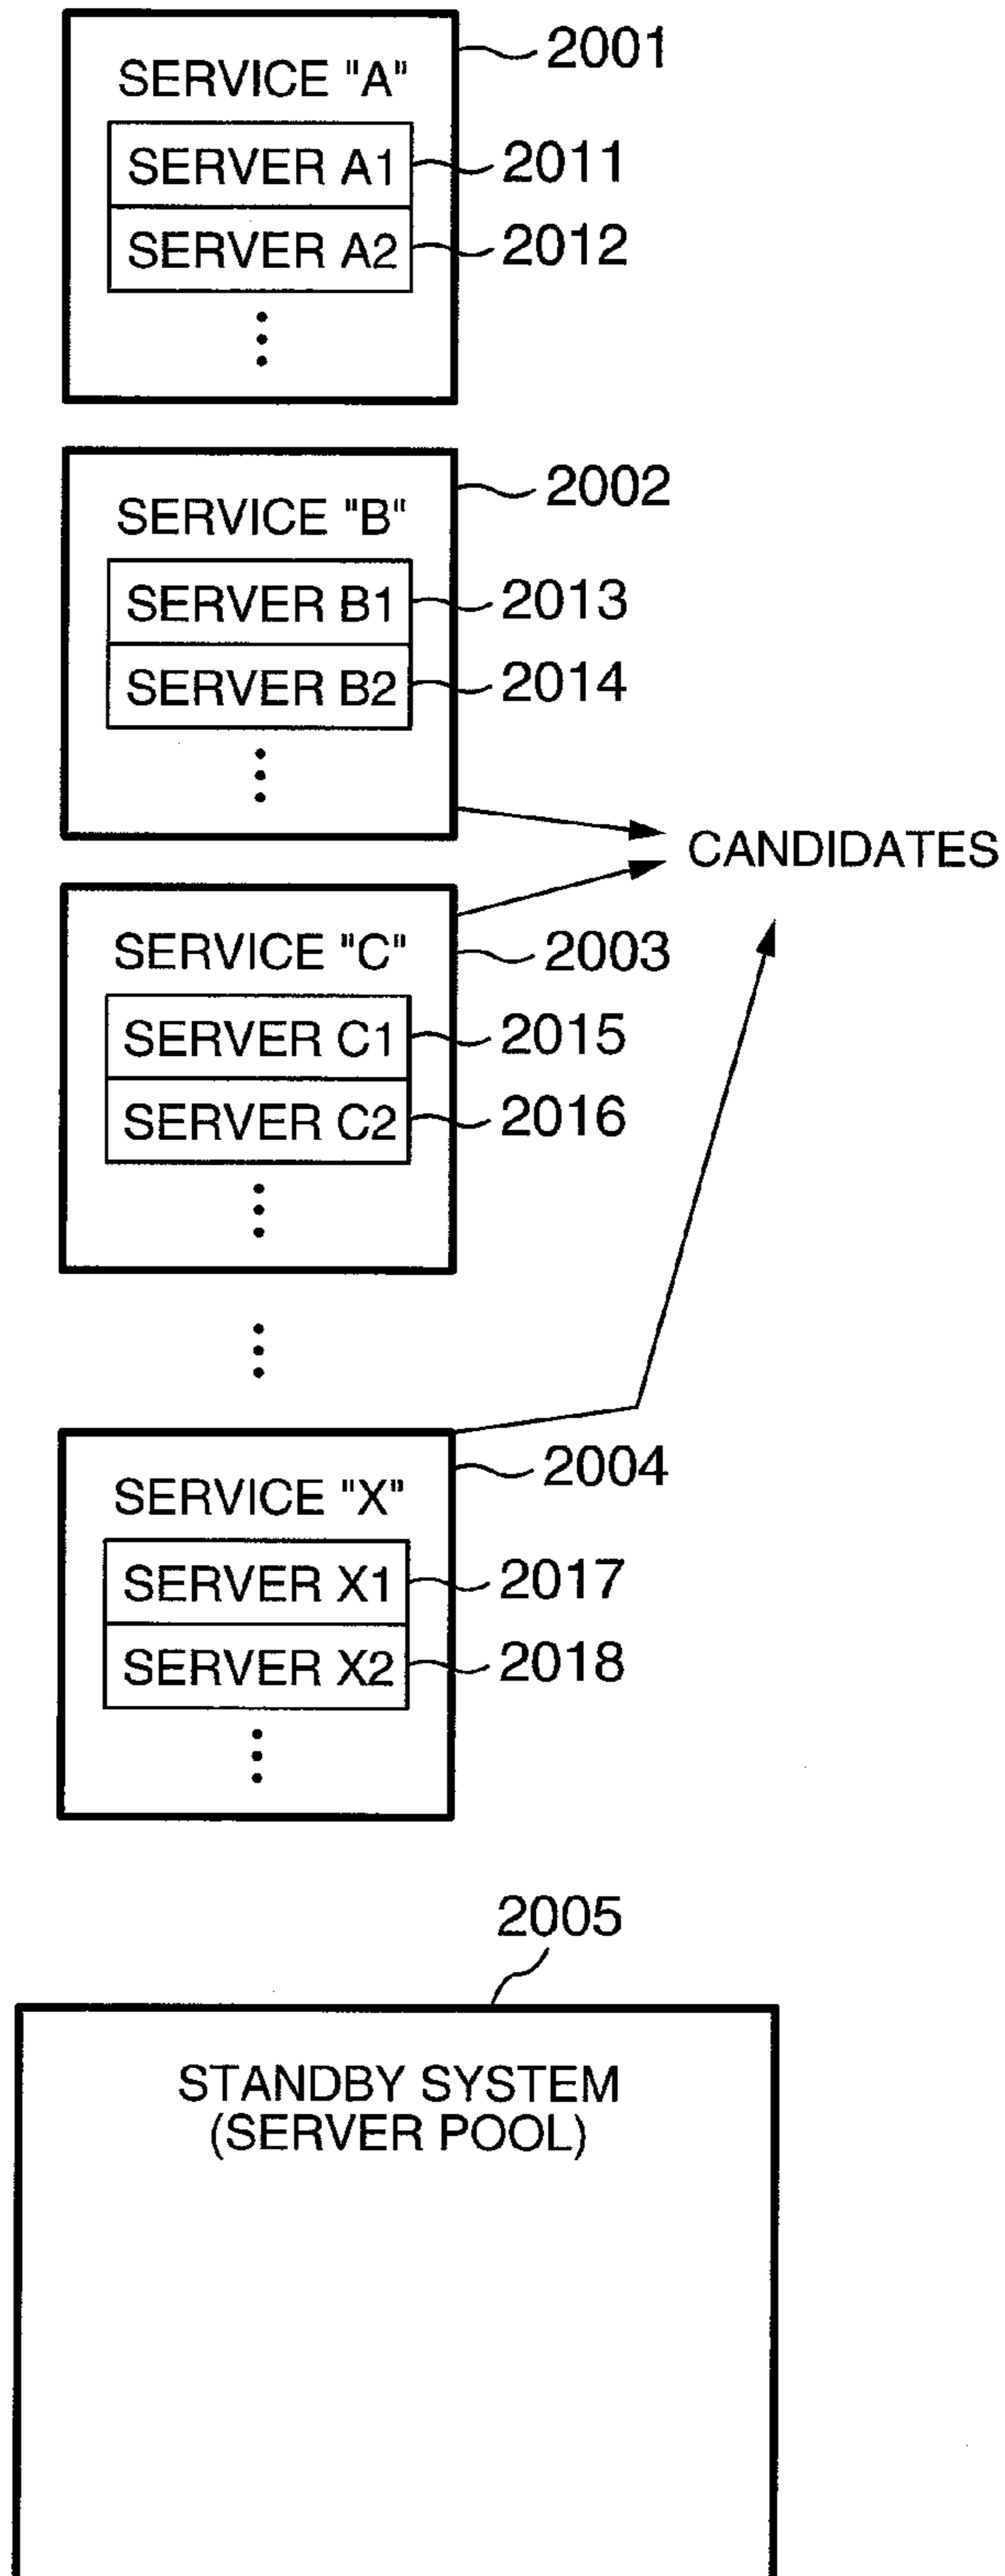 2001
SERVICE "A"
SERVER A1
2011
SERVER A2
2012
2002
SERVICE "B"
SERVER B1
2013
SERVER B2
2014
CANDIDATES
SERVICE "C"
2003
SERVER C1
2015
SERVER C2
2016
2004
SERVICE "X"
SERVER X1
2017
SERVER X2
2018
2005
STANDBY SYSTEM
(SERVER POOL)